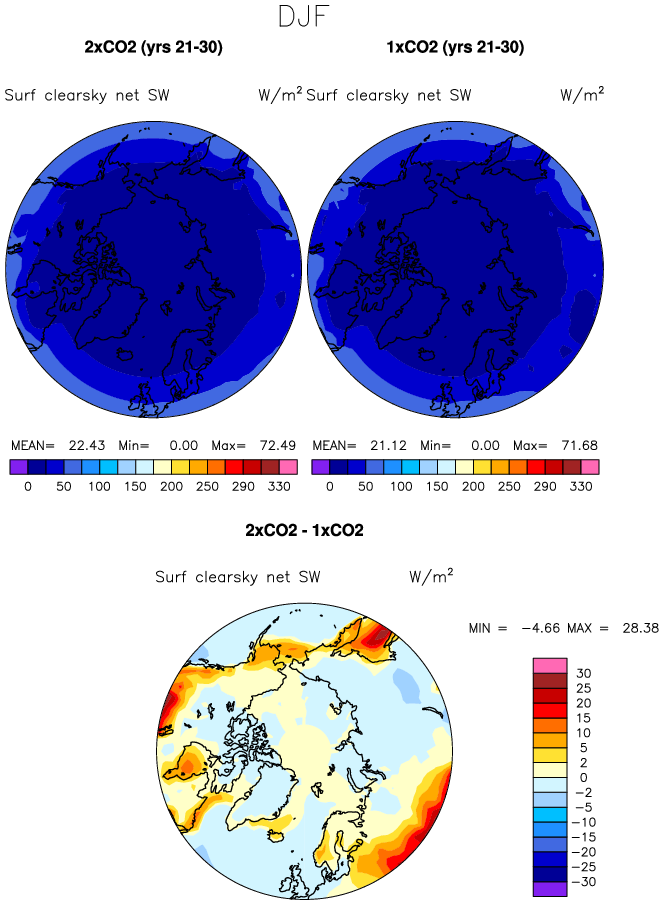 DJF
2xCO2 (yrs 21-30) 1xCO2 (yrs 21-30)
Surf clearsky net SW W/m² Surf clearsky net SW W/m²
MEAN= 22.43 Min= 0.00 Max= 72.49 MEAN= 21.12 Min= 0.00 Max= 71.68
0 50 100 150 200 250 290 330 0 50 100 150 200 250 290 330
2xCO2 - 1xCO2
Surf clearsky net SW W/m²
MIN = -4.66 MAX = 28.38
30
25
20
15
10
5
2
0
-2
-5
-10
-15
-20
-25
-30